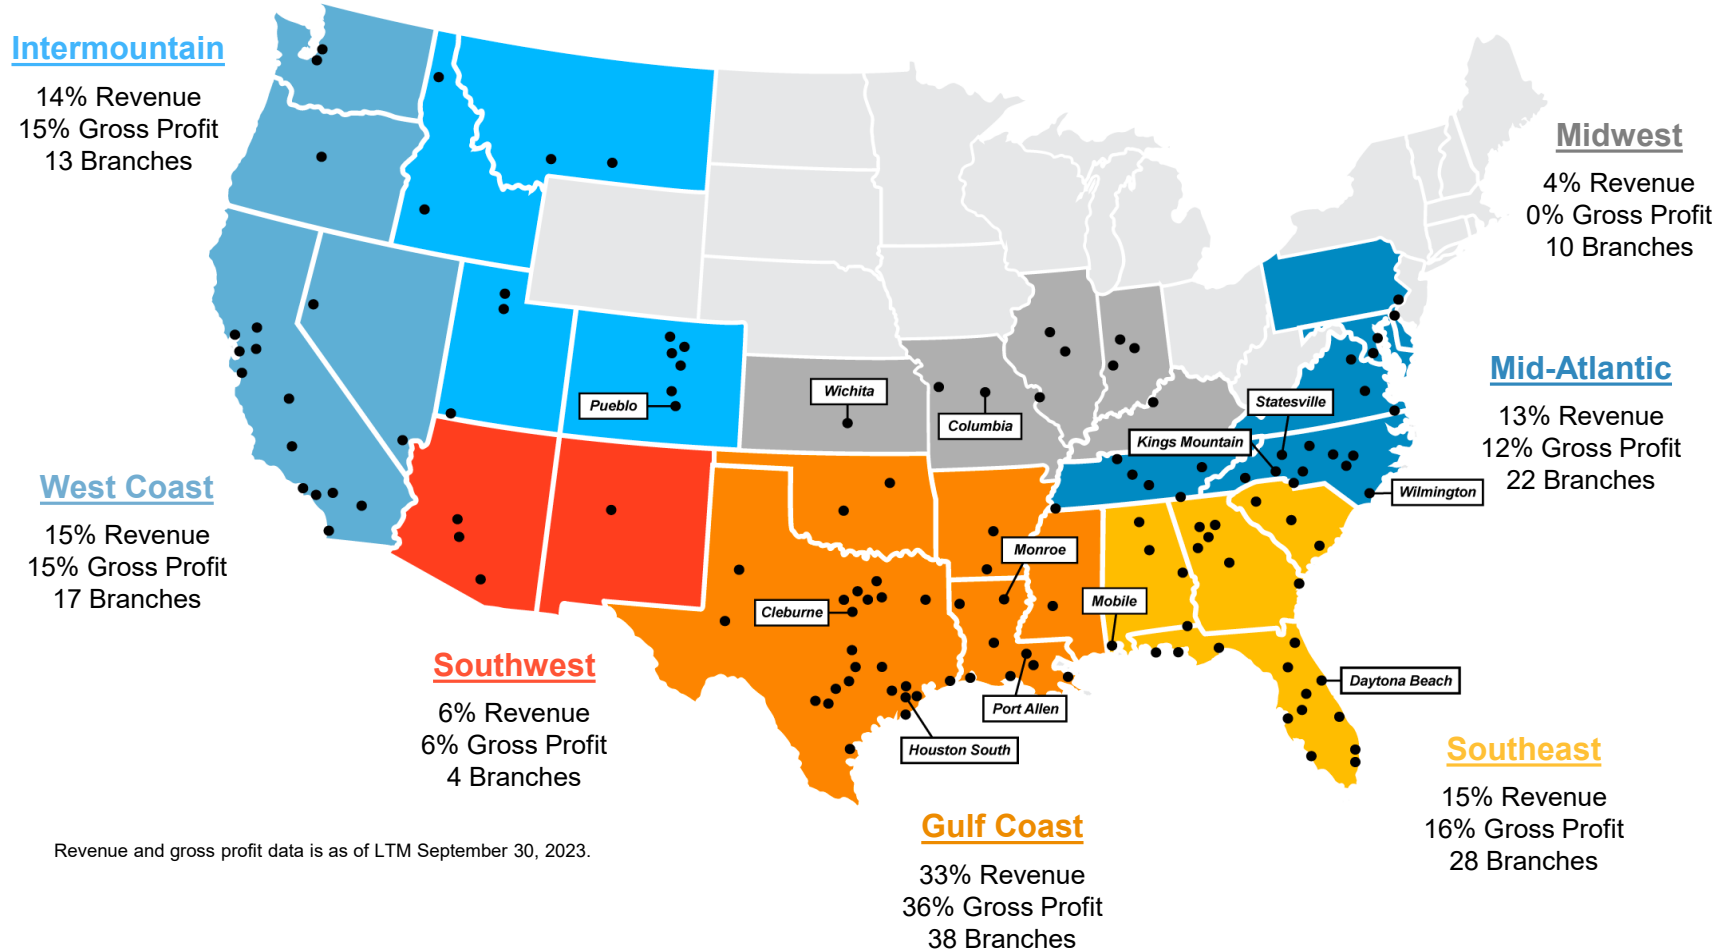 Intermountain
14% Revenue
15% Gross Profit
13 Branches
Midwest
4% Revenue
0% Gross Profit
10 Branches
Mid-Atlantic
13% Revenue
12% Gross Profit
22 Branches
West Coast
15% Revenue
15% Gross Profit
17 Branches
Pueblo
Wichita
Columbia
Statesville
Kings Mountain
Wilmington
Monroe
Cleburne
Mobile
Port Allen
Daytona Beach
Houston South
Southwest
6% Revenue
6% Gross Profit
4 Branches
Southeast
15% Revenue
16% Gross Profit
28 Branches
Gulf Coast
33% Revenue
36% Gross Profit
38 Branches
Revenue and gross profit data is as of LTM September 30, 2023.